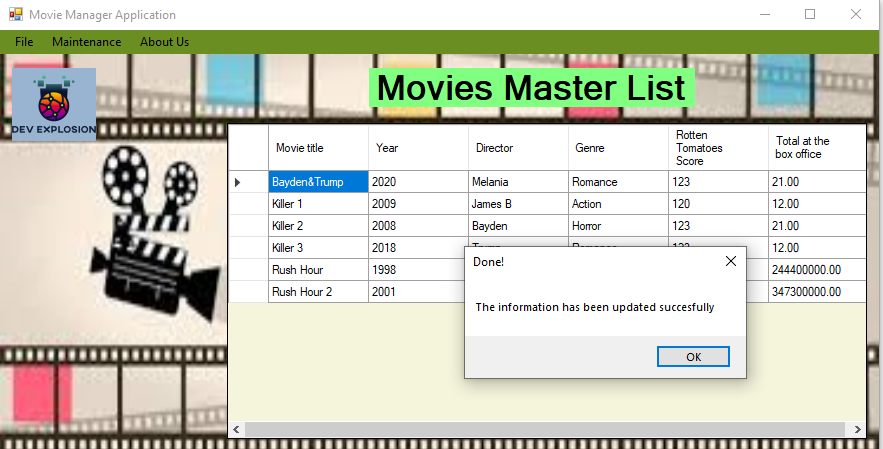 Movie Manager Application
File Maintenance About Us
DEV EXPLOSION
Movies Master List
Movie title Year Director Genre Rotten Tomatoes Score Total at the box office
Bayden&Trump 2020 Melania Romance 123 21.00
Killer 1 2009 James B Action 120 12.00
Killer 2 2008 Bayden Horror 123 21.00
Killer 3 2018 12.00
Rush Hour 1998 244400000.00
Rush Hour 2 2001 347300000.00
Done!
The information has been updated succesfully
OK